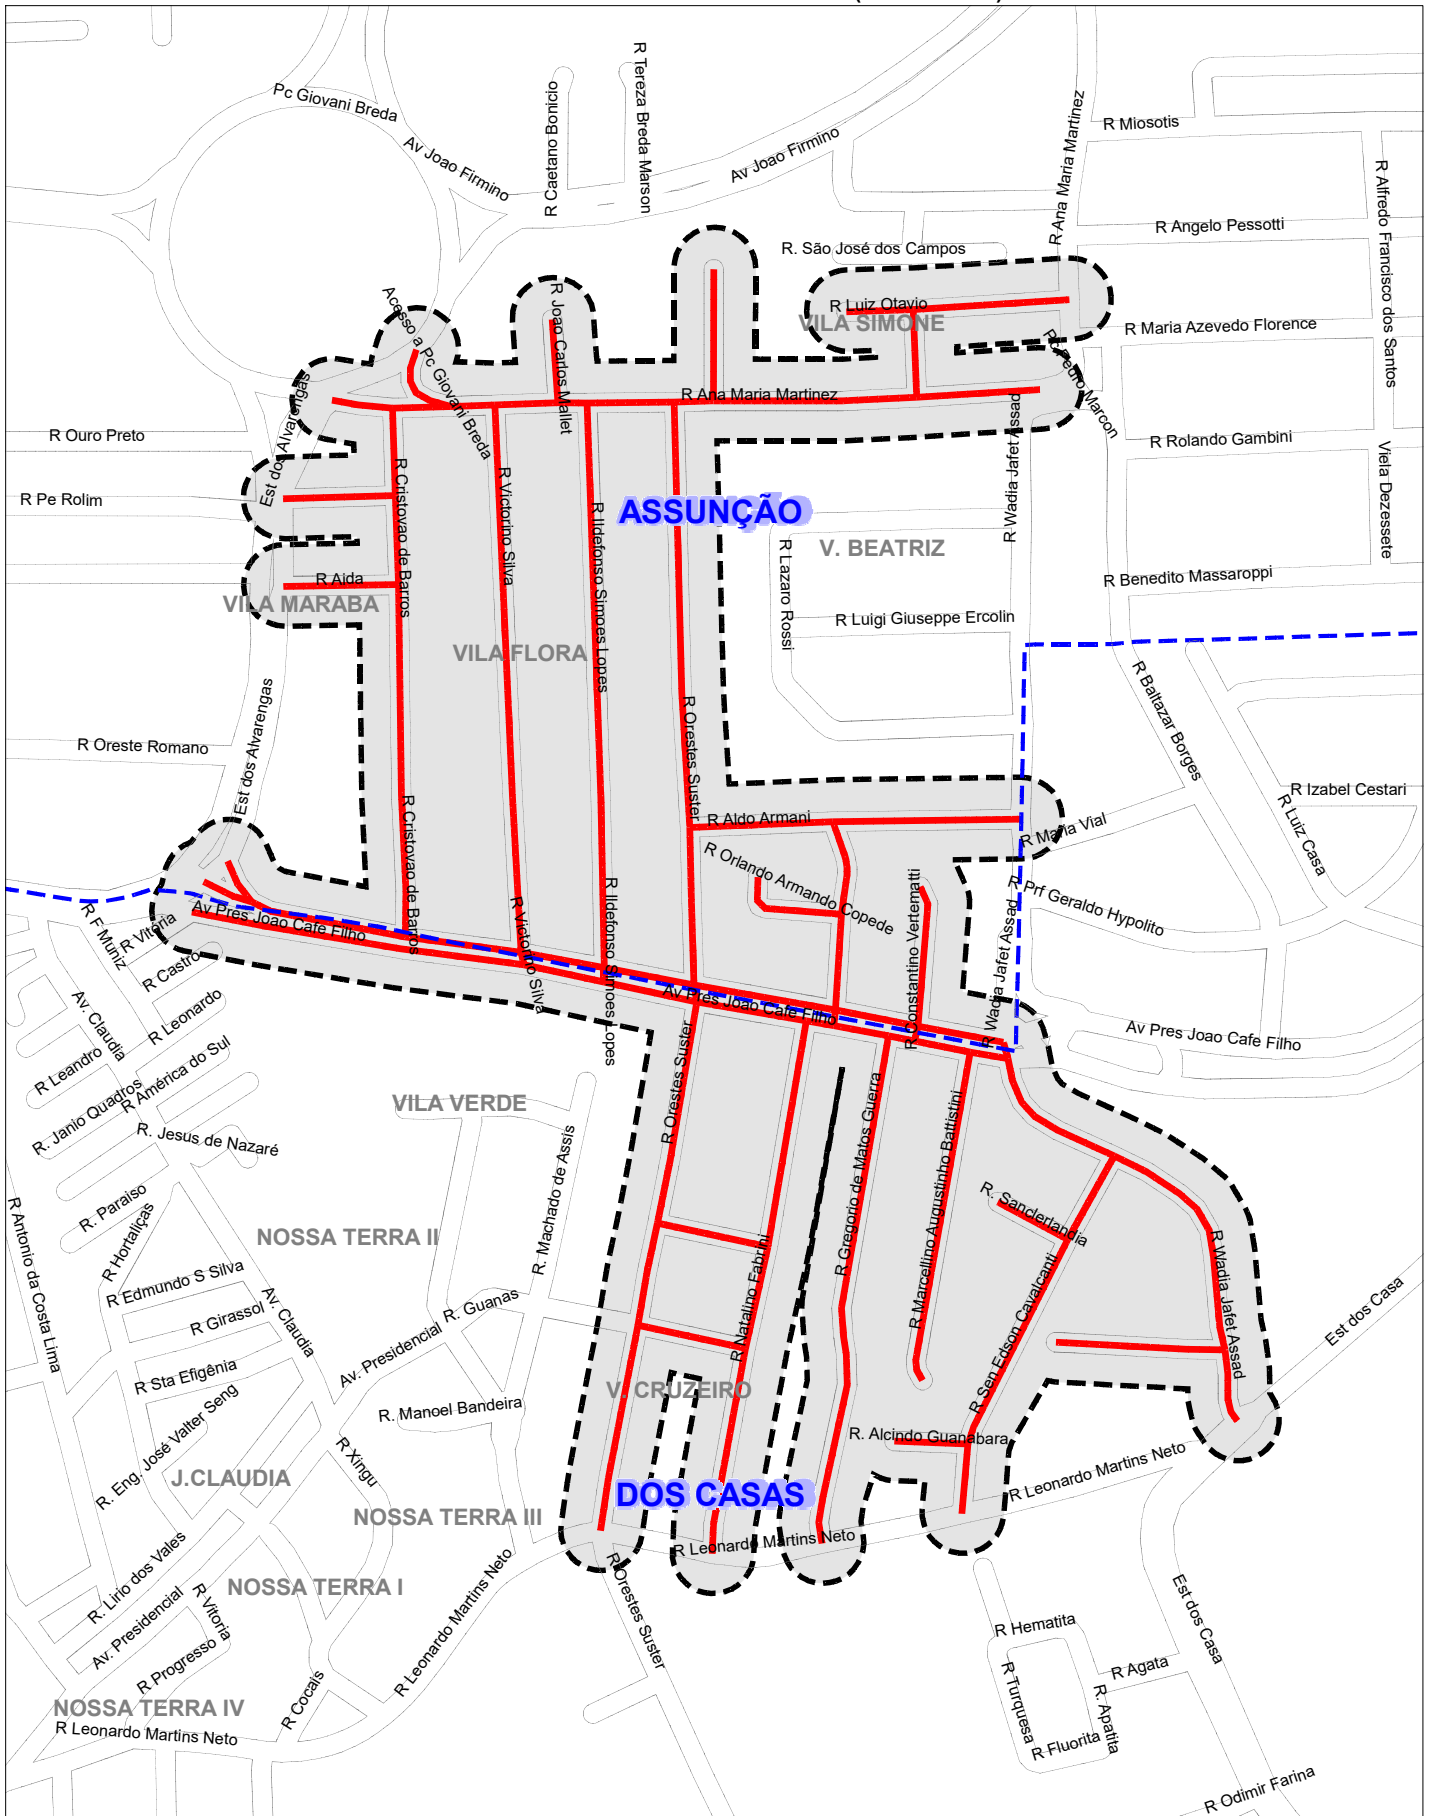 Pc Giovani Breda
Av Joao Firmino
R Caetano Bonicio
R Tereza Breda Marson
Av Joao Firmino
R Ana Maria Martinez
R Miosotis
R Alfredo Francisco dos Santos
R Angelo Pessotti
R. São José dos Campos
Acesso a Pc Giovani Breda
R Joao Carlos Mallet
R Luiz Otavio
VILA SIMONE
R Maria Azevedo Florence
Pc Pedro Marcon
R Ana Maria Martinez
Est dos Alvarengas
R Ouro Preto
R Rolando Gambini
Viela Dezessete
R Pe Rolim
R Cristovao de Barros
R Victorino Silva
R Ildefonso Simoes Lopes
ASSUNÇÃO
R Wadia Jafet Assad
V. BEATRIZ
R Lazaro Rossi
R Aida
VILA MARABA
R Benedito Massaroppi
R Luigi Giuseppe Ercolin
VILA FLORA
R Baltazar Borges
R Orestes Suster
Est dos Alvarengas
R Oreste Romano
R Izabel Cestari
R Luiz Casa
R Cristovao de Barros
R Aldo Armani
R Maria Vial
R Orlando Armando Copede
R Constantino Vertematti
R Prf Geraldo Hypolito
R Ildefonso Simoes Lopes
R Victorino Silva
Av Pres Joao Cafe Filho
R F Muniz
R Vitória
R Castro
R Wadia Jafet Assad
Av Pres Joao Cafe Filho
Av. Claudia
R Leonardo
Av Pres Joao Cafe Filho
R Leandro
R América do Sul
R. Janio Quadros
R Orestes Suster
VILA VERDE
R. Jesus de Nazaré
R. Machado de Assis
R Gregorio de Matos Guerra
R Marcellino Augustinho Battistini
R. Paraiso
R Hortaliças
R Antonio da Costa Lima
NOSSA TERRA II
R. Sanclerlandia
R Wadia Jafet Assad
R Edmundo S Silva
R Natalino Fabrini
R Sen Edson Cavalcanti
R Girassol
Av. Claudia
R. Guanas
Est dos Casa
Av. Presidencial
R Sta Efigênia
V. CRUZEIRO
R. Manoel Bandeira
R. Eng. José Valter Seng
R. Alcindo Guanabara
R Xingu
J.CLAUDIA
DOS CASAS
R Leonardo Martins Neto
NOSSA TERRA III
R Leonardo Martins Neto
R. Lirio dos Vales
NOSSA TERRA I
R Vitoria
R Orestes Suster
R Leonardo Martins Neto
Est dos Casa
Av. Presidencial
R Hematita
R Progresso
R Agata
R Turquesa
R. Apatita
R Cocais
NOSSA TERRA IV
R Leonardo Martins Neto
R Fluorita
R Odimir Farina